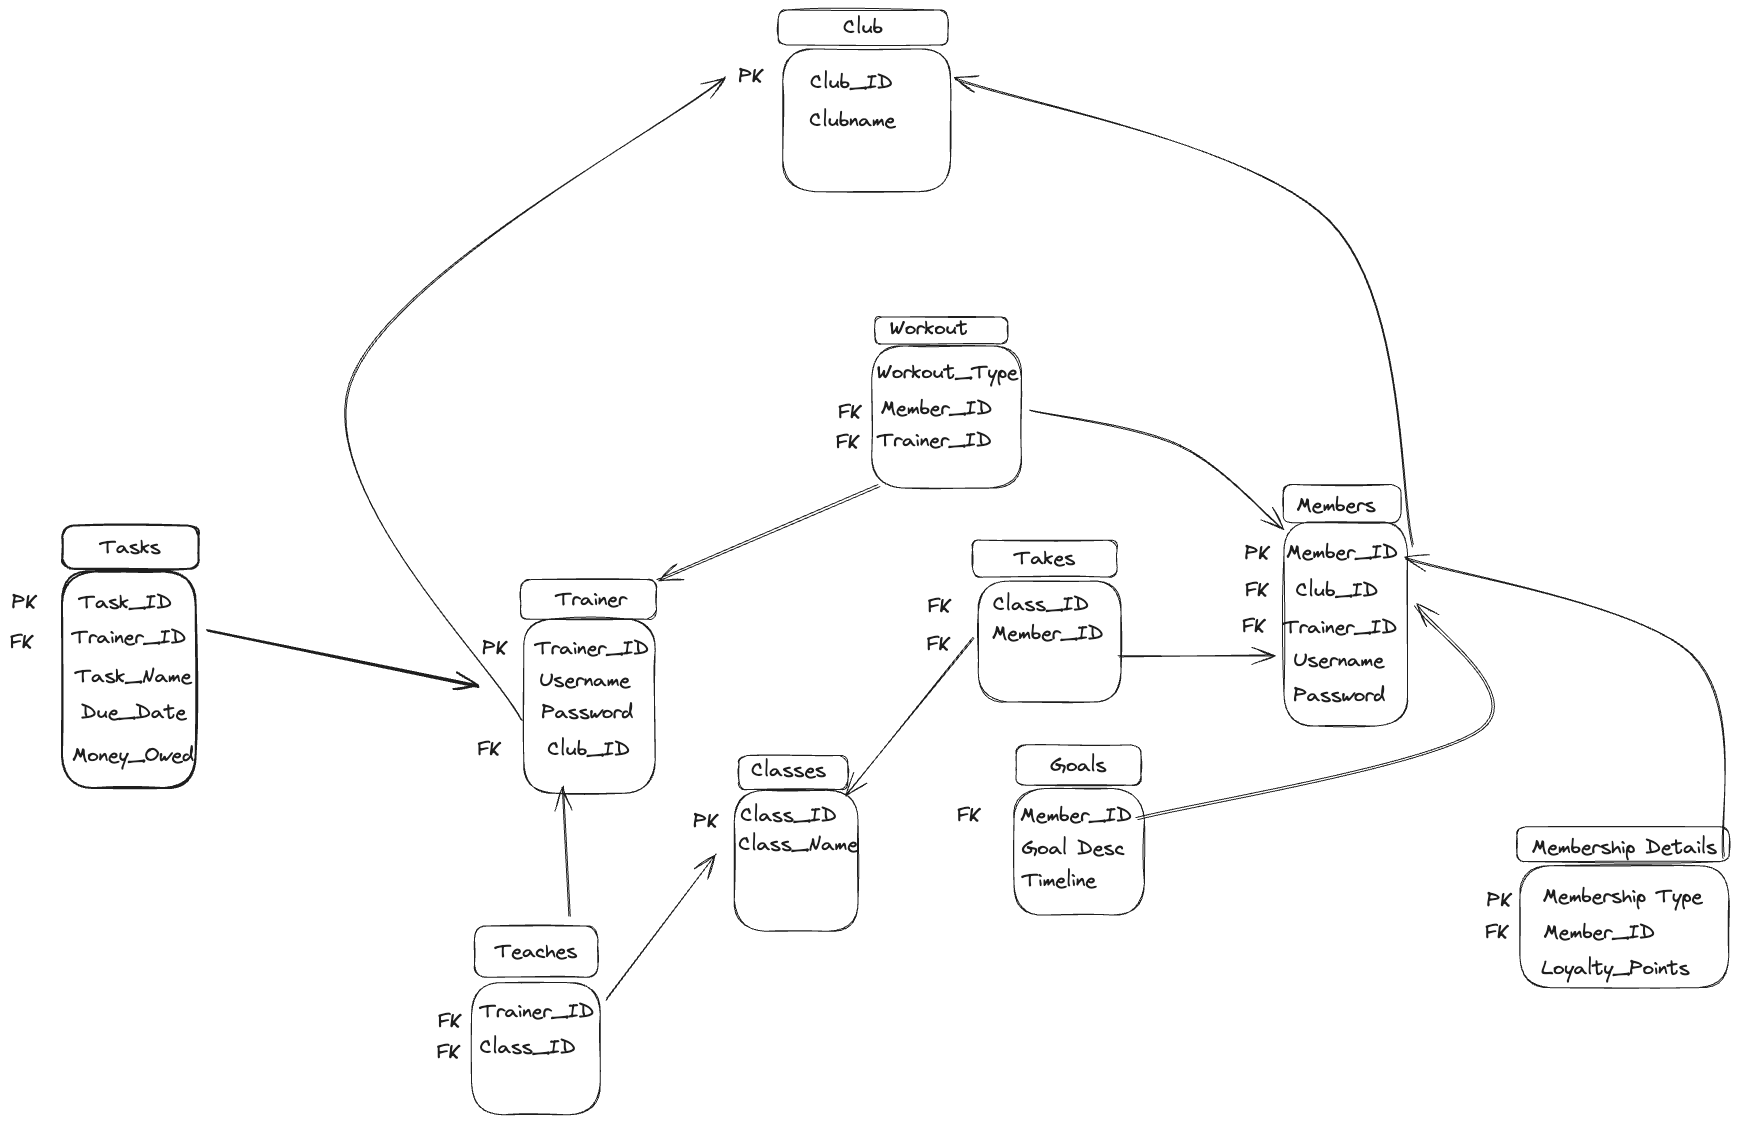 Club
PK
Club_ID
Clubname
Workout
Workout_Type
FK Member_ID
FK Trainer_ID
Members
PK Member_ID
FK Club_ID
FK Trainer_ID
Username
Password
Tasks
PK Task_ID
FK Trainer_ID
Task_Name
Due_Date
Money_Owed
Trainer
PK Trainer_ID
Username
Password
FK Club_ID
Takes
FK Class_ID
FK Member_ID
Classes
PK Class_ID
Class_Name
Goals
FK Member_ID
Goal Desc
Timeline
Membership Details
PK Membership Type
FK Member_ID
Loyalty_Points
Teaches
FK Trainer_ID
FK Class_ID